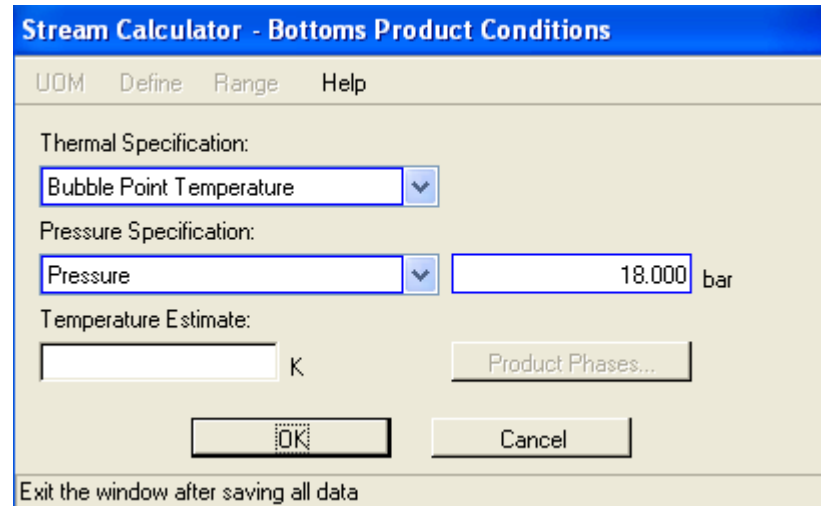 Stream Calculator - Bottoms Product Conditions
UOM Define Range Help
Thermal Specification:
Bubble Point Temperature
Pressure Specification:
Pressure 18.000 bar
Temperature Estimate:
K Product Phases...
OK Cancel
Exit the window after saving all data